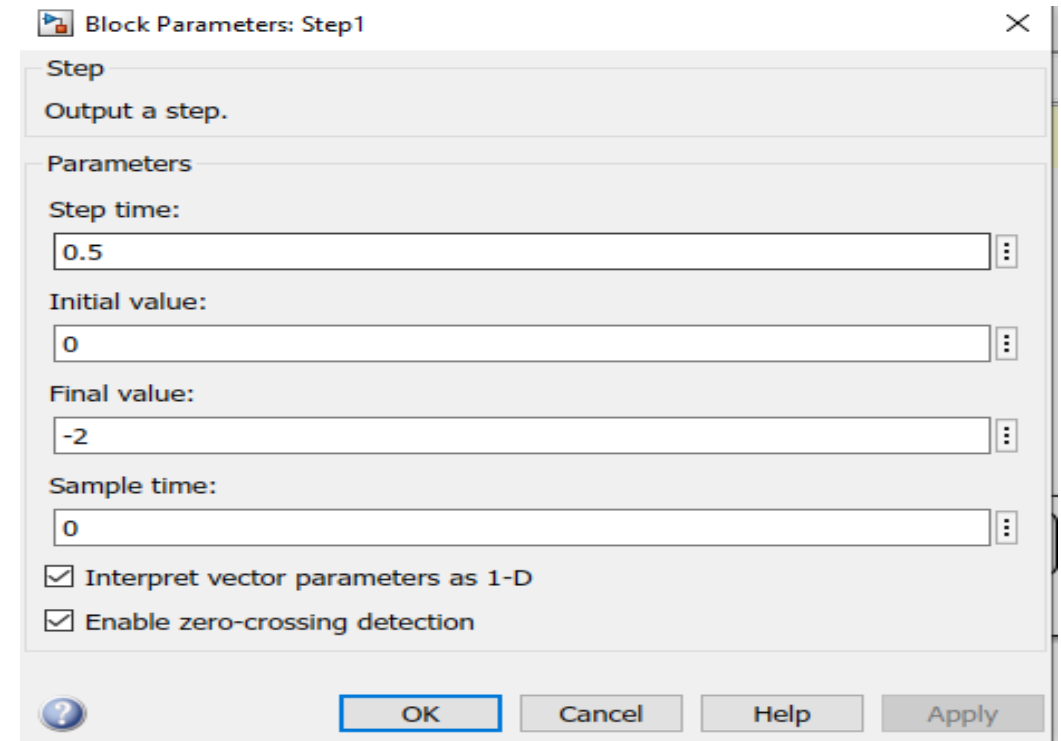 Block Parameters: Step1
Step
Output a step.
Parameters
Step time:
0.5
Initial value:
0
Final value:
-2
Sample time:
0
Interpret vector parameters as 1-D
Enable zero-crossing detection
?
OK Cancel Help Apply